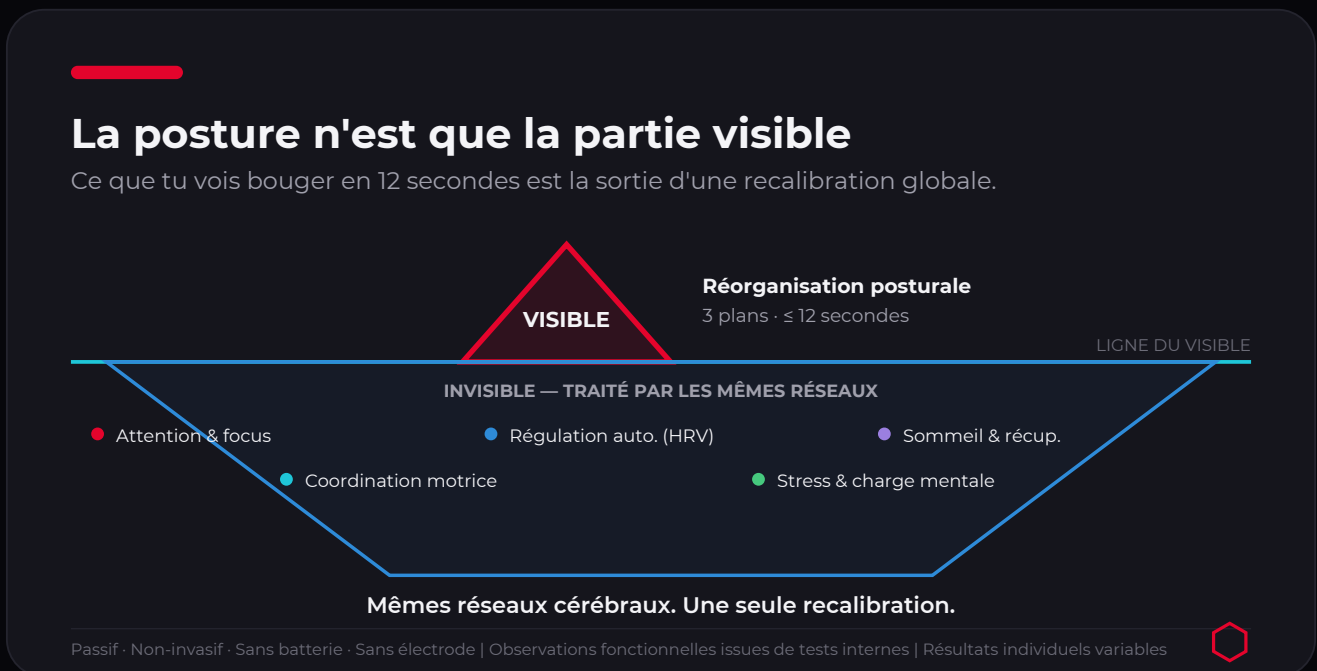 La posture n'est que la partie visible
Ce que tu vois bouger en 12 secondes est la sortie d'une recalibration globale.
VISIBLE
Réorganisation posturale
3 plans · ≤ 12 secondes
LIGNE DU VISIBLE
INVISIBLE — TRAITÉ PAR LES MÊMES RÉSEAUX
Attention & focus
Régulation auto. (HRV)
Sommeil & récup.
Coordination motrice
Stress & charge mentale
Mêmes réseaux cérébraux. Une seule recalibration.
Passif · Non-invasif · Sans batterie · Sans électrode | Observations fonctionnelles issues de tests internes | Résultats individuels variables